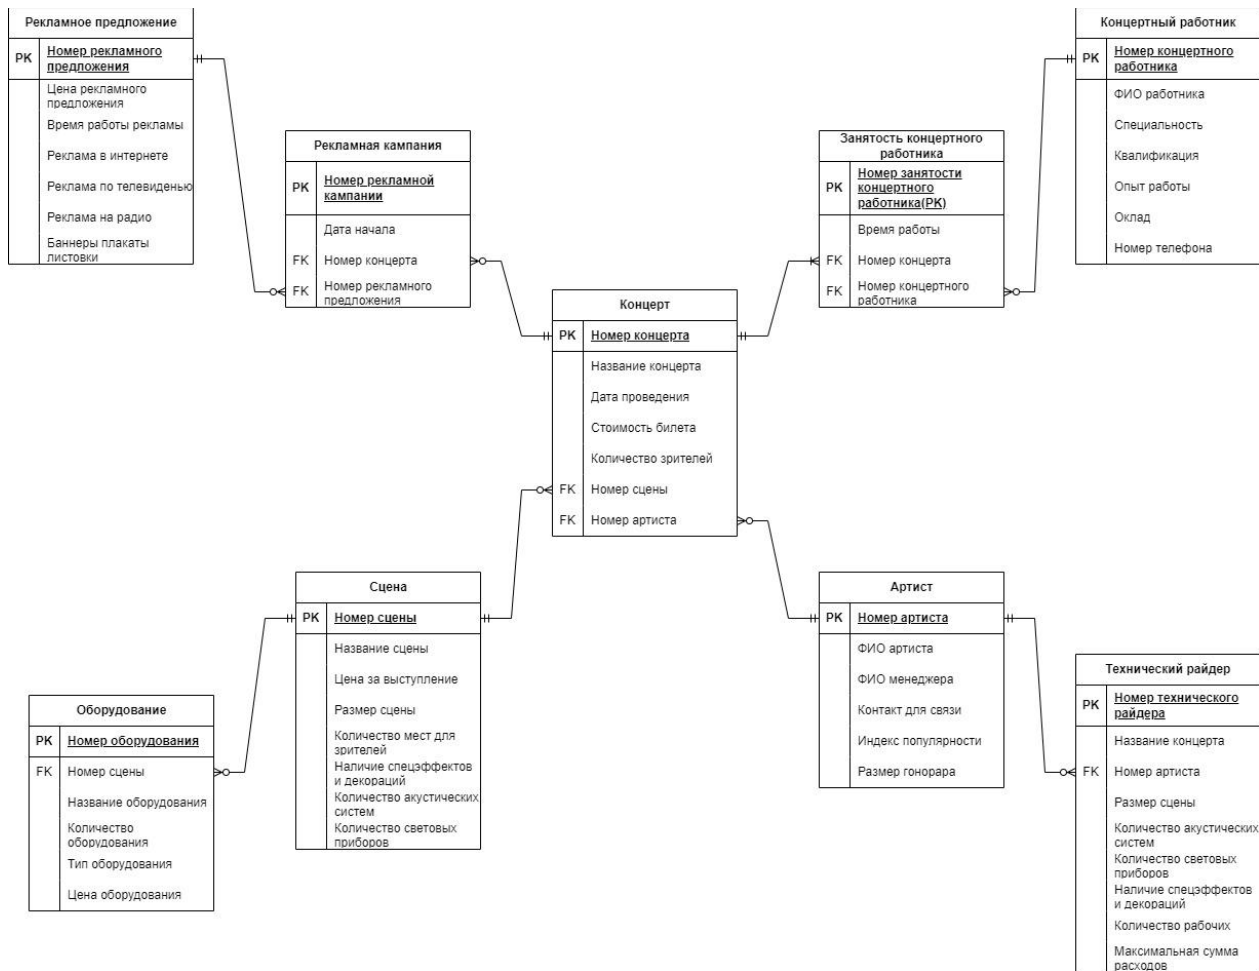 Рекламное предложение
PK
Номер рекламного
предложения
Цена рекламного
предложения
Время работы рекламы
Реклама в интернете
Реклама по телевиденью
Реклама на радио
Баннеры плакаты
листовки
Рекламная кампания
PK
Номер рекламной
кампании
Дата начала
FK
Номер концерта
FK
Номер рекламного
предложения
Концерт
PK
Номер концерта
Название концерта
Дата проведения
Стоимость билета
Количество зрителей
FK
Номер сцены
FK
Номер артиста
Занятость концертного
работника
PK
Номер занятости
концертного
работника(PK)
Время работы
FK
Номер концерта
FK
Номер концертного
работника
Концертный работник
PK
Номер концертного
работника
ФИО работника
Специальность
Квалификация
Опыт работы
Оклад
Номер телефона
Сцена
PK
Номер сцены
Название сцены
Цена за выступление
Размер сцены
Количество мест для
зрителей
Наличие спецэффектов
и декораций
Количество акустических
систем
Количество световых
приборов
Оборудование
PK
Номер оборудования
FK
Номер сцены
Название оборудования
Количество
оборудования
Тип оборудования
Цена оборудования
Артист
PK
Номер артиста
ФИО артиста
ФИО менеджера
Контакт для связи
Индекс популярности
Размер гонорара
Технический райдер
PK
Номер технического
райдера
Название концерта
FK
Номер артиста
Размер сцены
Количество акустических
систем
Количество световых
приборов
Наличие спецэффектов
и декораций
Количество рабочих
Максимальная сумма
расходов